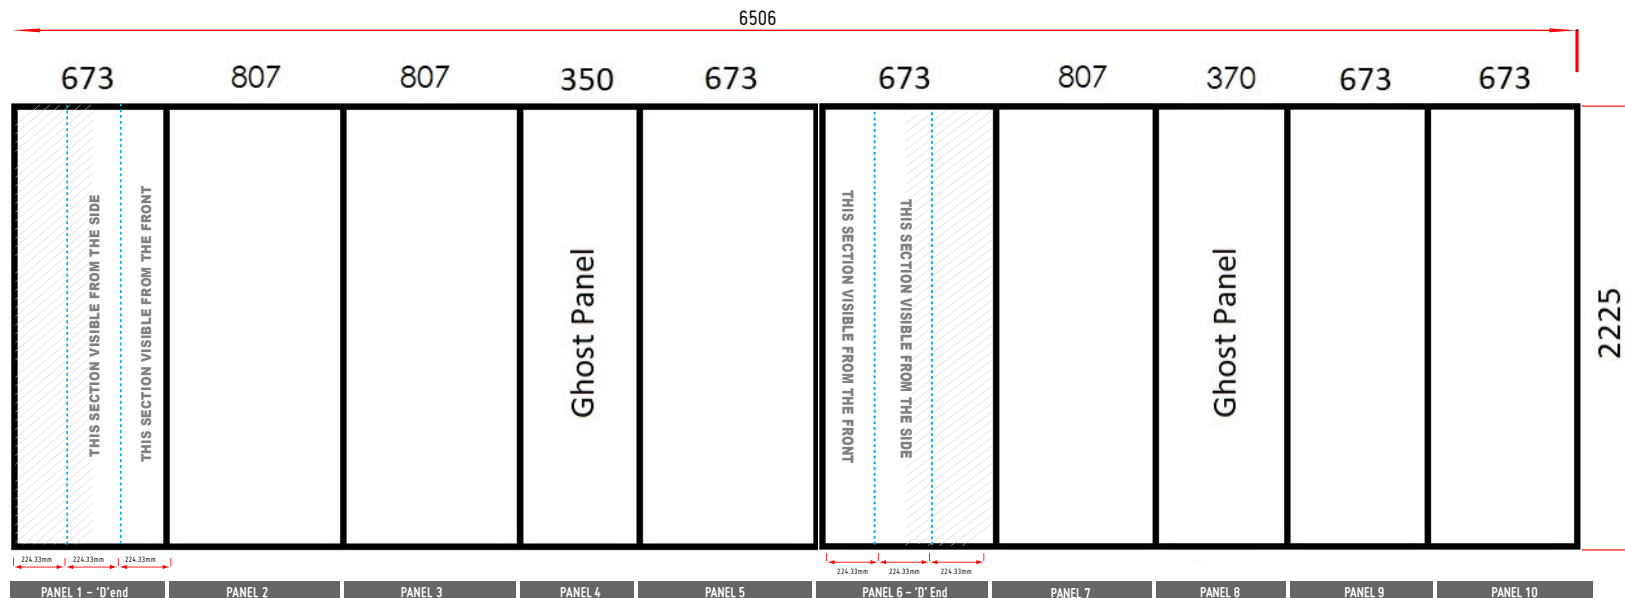 6506
673
807
807
350
673
673
807
370
673
673
THIS SECTION VISIBLE FROM THE SIDE
THIS SECTION VISIBLE FROM THE FRONT
Ghost Panel
THIS SECTION VISIBLE FROM THE FRONT
THIS SECTION VISIBLE FROM THE SIDE
Ghost Panel
2225
224.33mm
224.33mm
224.33mm
224.33mm
224.33mm
224.33mm
PANEL 1 – 'D'end
PANEL 2
PANEL 3
PANEL 4
PANEL 5
PANEL 6 – 'D' End
PANEL 7
PANEL 8
PANEL 9
PANEL 10